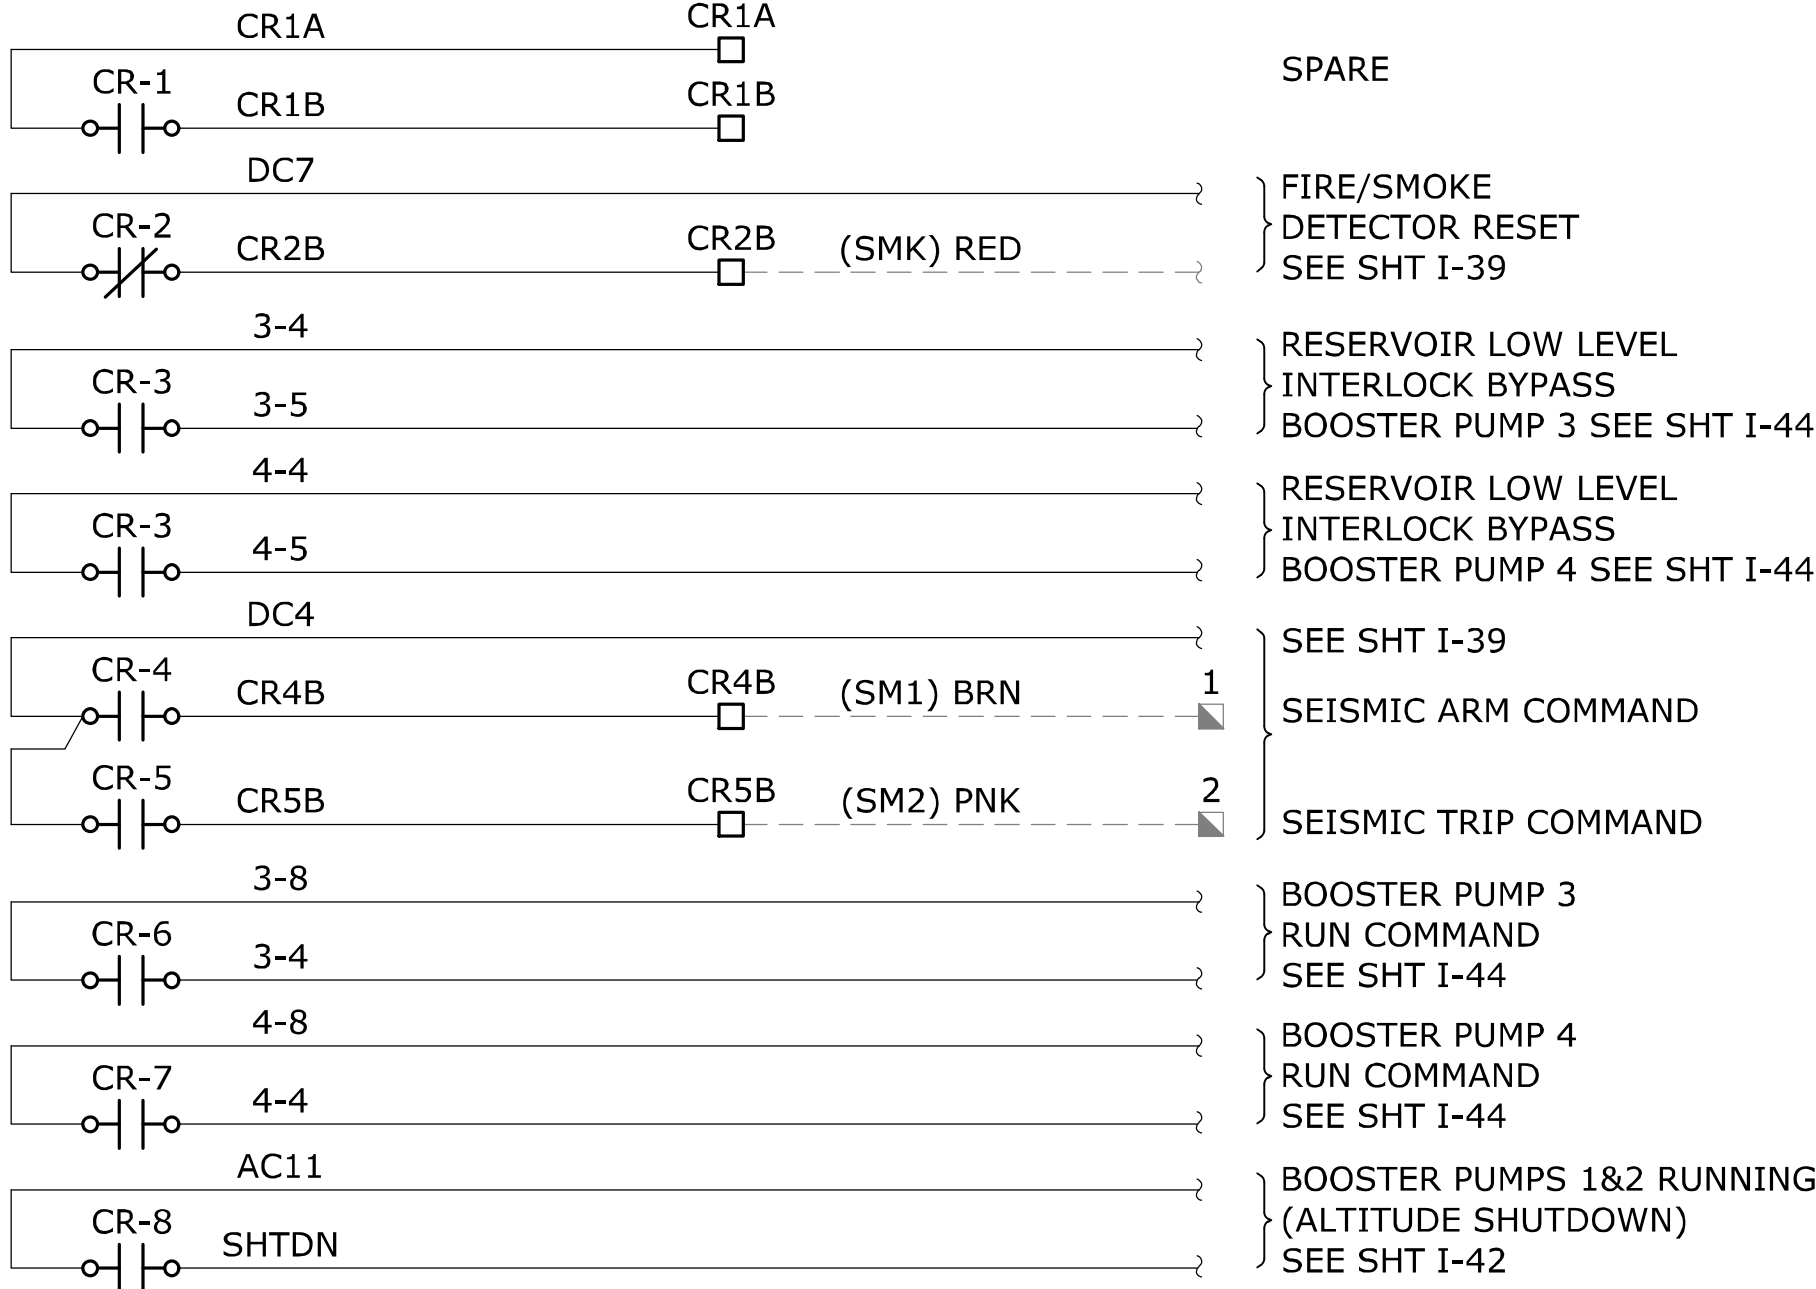 CR1A CR1A
SPARE
CR-1 CR1B CR1B
DC7
FIRE/SMOKE
CR-2 CR2B CR2B (SMK) RED
DETECTOR RESET
SEE SHT I-39
3-4
RESERVOIR LOW LEVEL
CR-3 3-5
INTERLOCK BYPASS
BOOSTER PUMP 3 SEE SHT I-44
4-4
RESERVOIR LOW LEVEL
CR-3 4-5
INTERLOCK BYPASS
BOOSTER PUMP 4 SEE SHT I-44
DC4
SEE SHT I-39
CR-4 CR4B CR4B (SM1) BRN 1
SEISMIC ARM COMMAND
CR-5 CR5B CR5B (SM2) PNK 2
SEISMIC TRIP COMMAND
3-8
BOOSTER PUMP 3
CR-6 3-4
RUN COMMAND
SEE SHT I-44
4-8
BOOSTER PUMP 4
CR-7 4-4
RUN COMMAND
SEE SHT I-44
AC11
BOOSTER PUMPS 1&2 RUNNING
CR-8 SHTDN
(ALTITUDE SHUTDOWN)
SEE SHT I-42